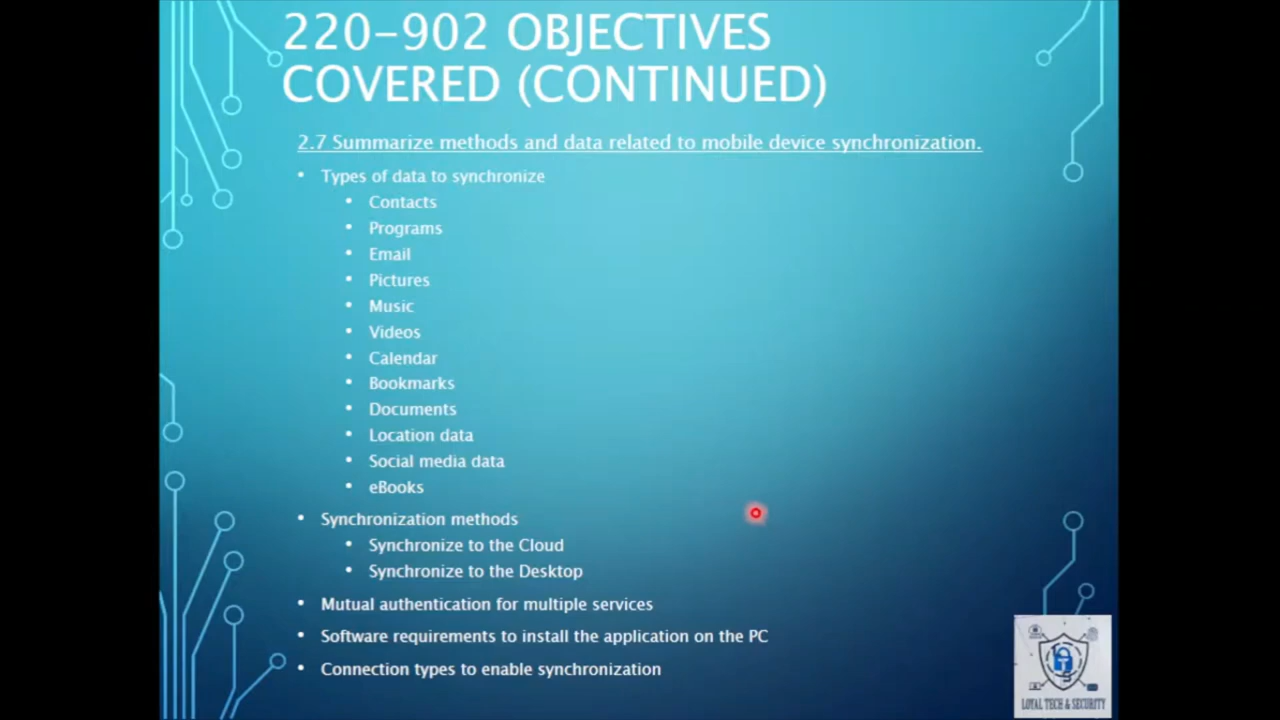 220-902 OBJECTIVES
COVERED (CONTINUED)
2.7 Summarize methods and data related to mobile device synchronization.
• Types of data to synchronize
• Contacts
• Programs
• Email
• Pictures
• Music
• Videos
• Calendar
• Bookmarks
• Documents
• Location data
• Social media data
• eBooks
• Synchronization methods
• Synchronize to the Cloud
• Synchronize to the Desktop
• Mutual authentication for multiple services
• Software requirements to install the application on the PC
• Connection types to enable synchronization
LOYAL TECH & SECURITY